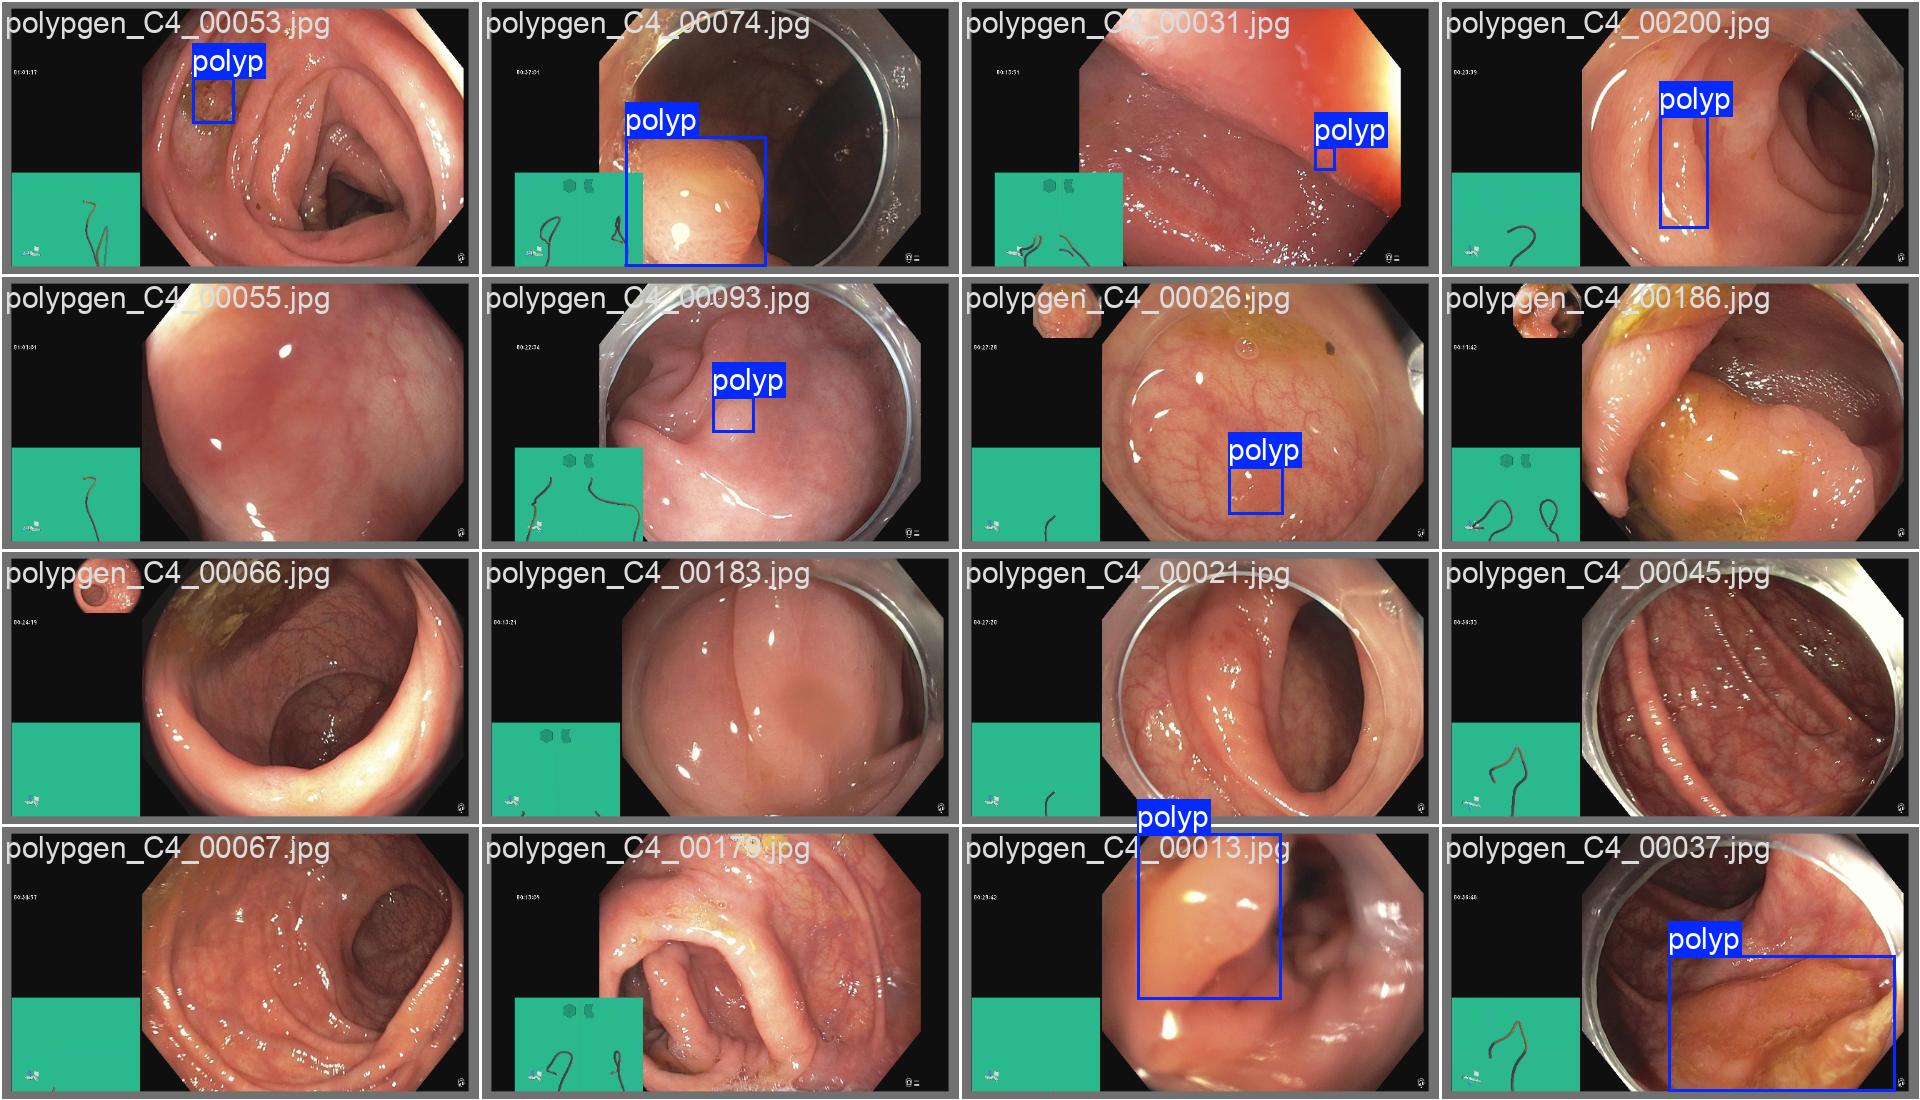 polypgen_C4_00053.jpg
polyp
polypgen_C4_00074.jpg
polyp
polypgen_C4_00031.jpg
polyp
polypgen_C4_00200.jpg
polyp
polypgen_C4_00055.jpg
polypgen_C4_00093.jpg
polyp
polypgen_C4_00026.jpg
polyp
polypgen_C4_00186.jpg
polypgen_C4_00066.jpg
polypgen_C4_00183.jpg
polypgen_C4_00021.jpg
polypgen_C4_00045.jpg
polypgen_C4_00067.jpg
polypgen_C4_00179.jpg
polyp
polypgen_C4_00013.jpg
polypgen_C4_00037.jpg
polyp